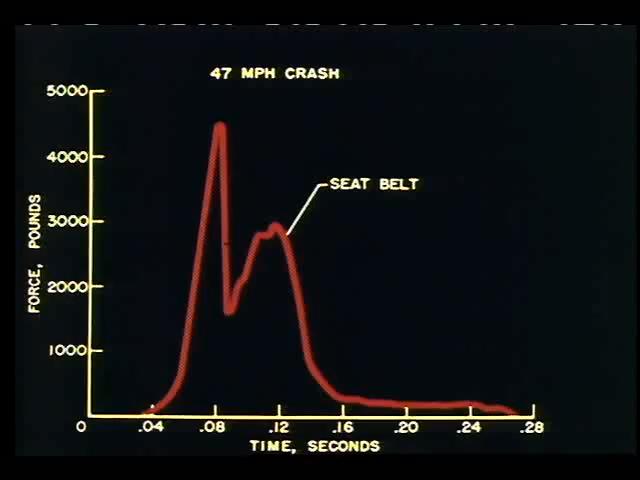 47 MPH CRASH
5000
4000
SEAT BELT
3000
FORCE, POUNDS
2000
1000
0 .04 .08 .12 .16 .20 .24 .28
TIME, SECONDS